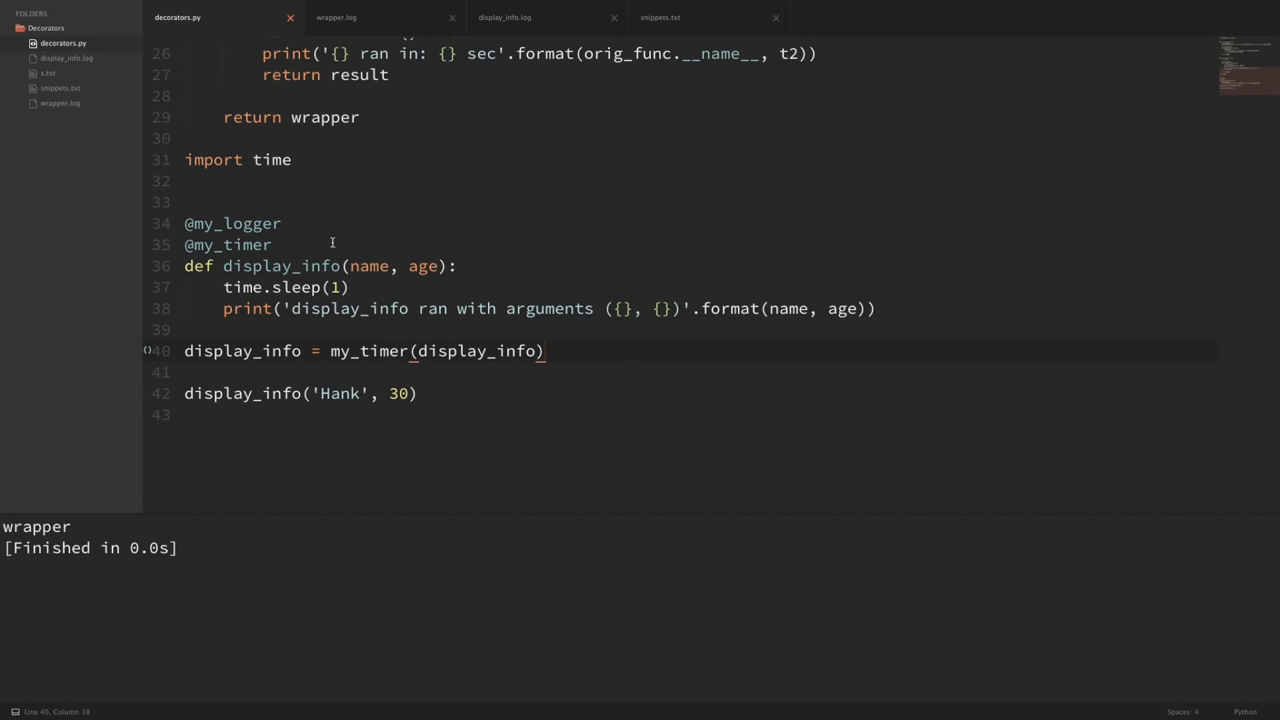 FOLDERS
Decorators
decorators.py
display_info.log
s.txt
snippets.txt
wrapper.log
decorators.py
wrapper.log
display_info.log
snippets.txt
26 print('{} ran in: {} sec'.format(orig_func.__name__, t2))
27 return result
28
29 return wrapper
30
31 import time
32
33
34 @my_logger
35 @my_timer
36 def display_info(name, age):
37 time.sleep(1)
38 print('display_info ran with arguments ({}, {})'.format(name, age))
39
40 display_info = my_timer(display_info)
41
42 display_info('Hank', 30)
43
wrapper
[Finished in 0.0s]
Line 40, Column 38
Spaces: 4
Python